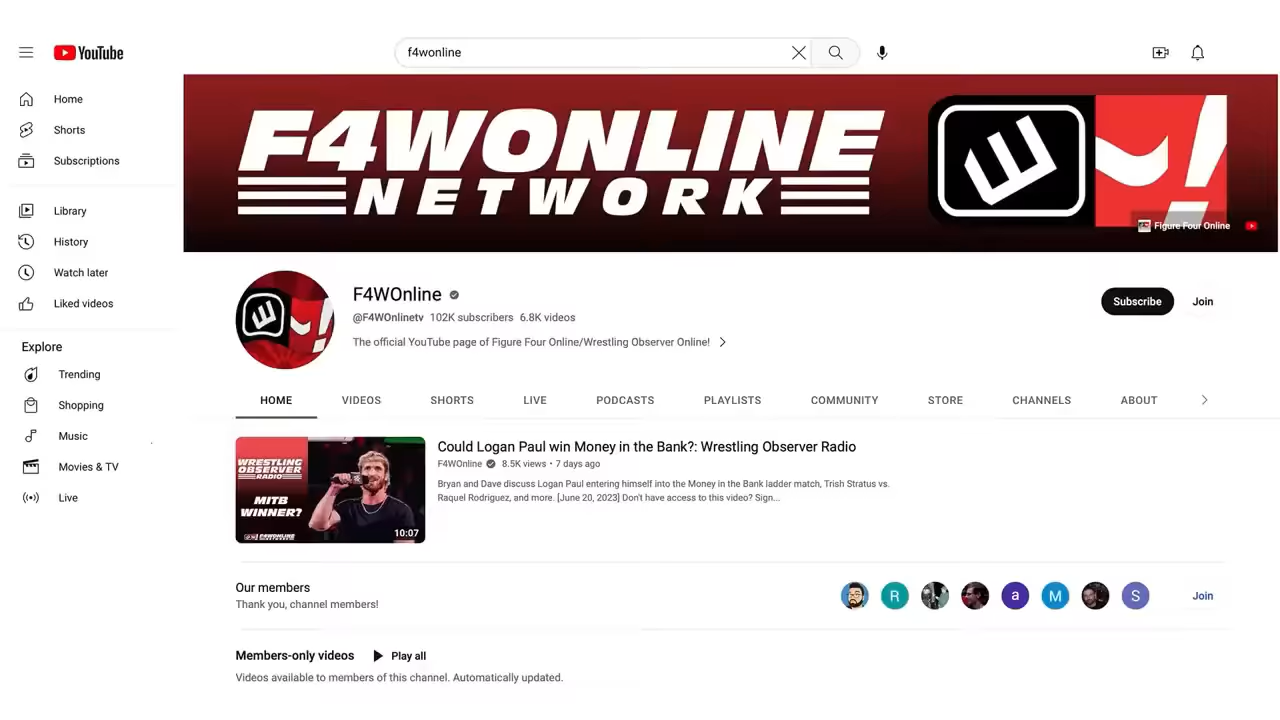 YouTube
f4wonline
Home
Shorts
Subscriptions
Library
History
Watch later
Liked videos
Explore
Trending
Shopping
Music
Movies & TV
Live
F4WONLINE
NETWORK
Figure Four Online
F4WOnline
@F4WOnlinetv 102K subscribers 6.8K videos
The official YouTube page of Figure Four Online/Wrestling Observer Online!
Subscribe
Join
HOME VIDEOS SHORTS LIVE PODCASTS PLAYLISTS COMMUNITY STORE CHANNELS ABOUT
WRESTLING
OBSERVER
RADIO
MITB
WINNER?
F4WONLINE
10:07
Could Logan Paul win Money in the Bank?: Wrestling Observer Radio
F4WOnline 8.5K views • 7 days ago
Bryan and Dave discuss Logan Paul entering himself into the Money in the Bank ladder match, Trish Stratus vs.
Raquel Rodriguez, and more. [June 20, 2023] Don't have access to this video? Sign...
Our members
Thank you, channel members!
R
a
M
S
Join
Members-only videos Play all
Videos available to members of this channel. Automatically updated.